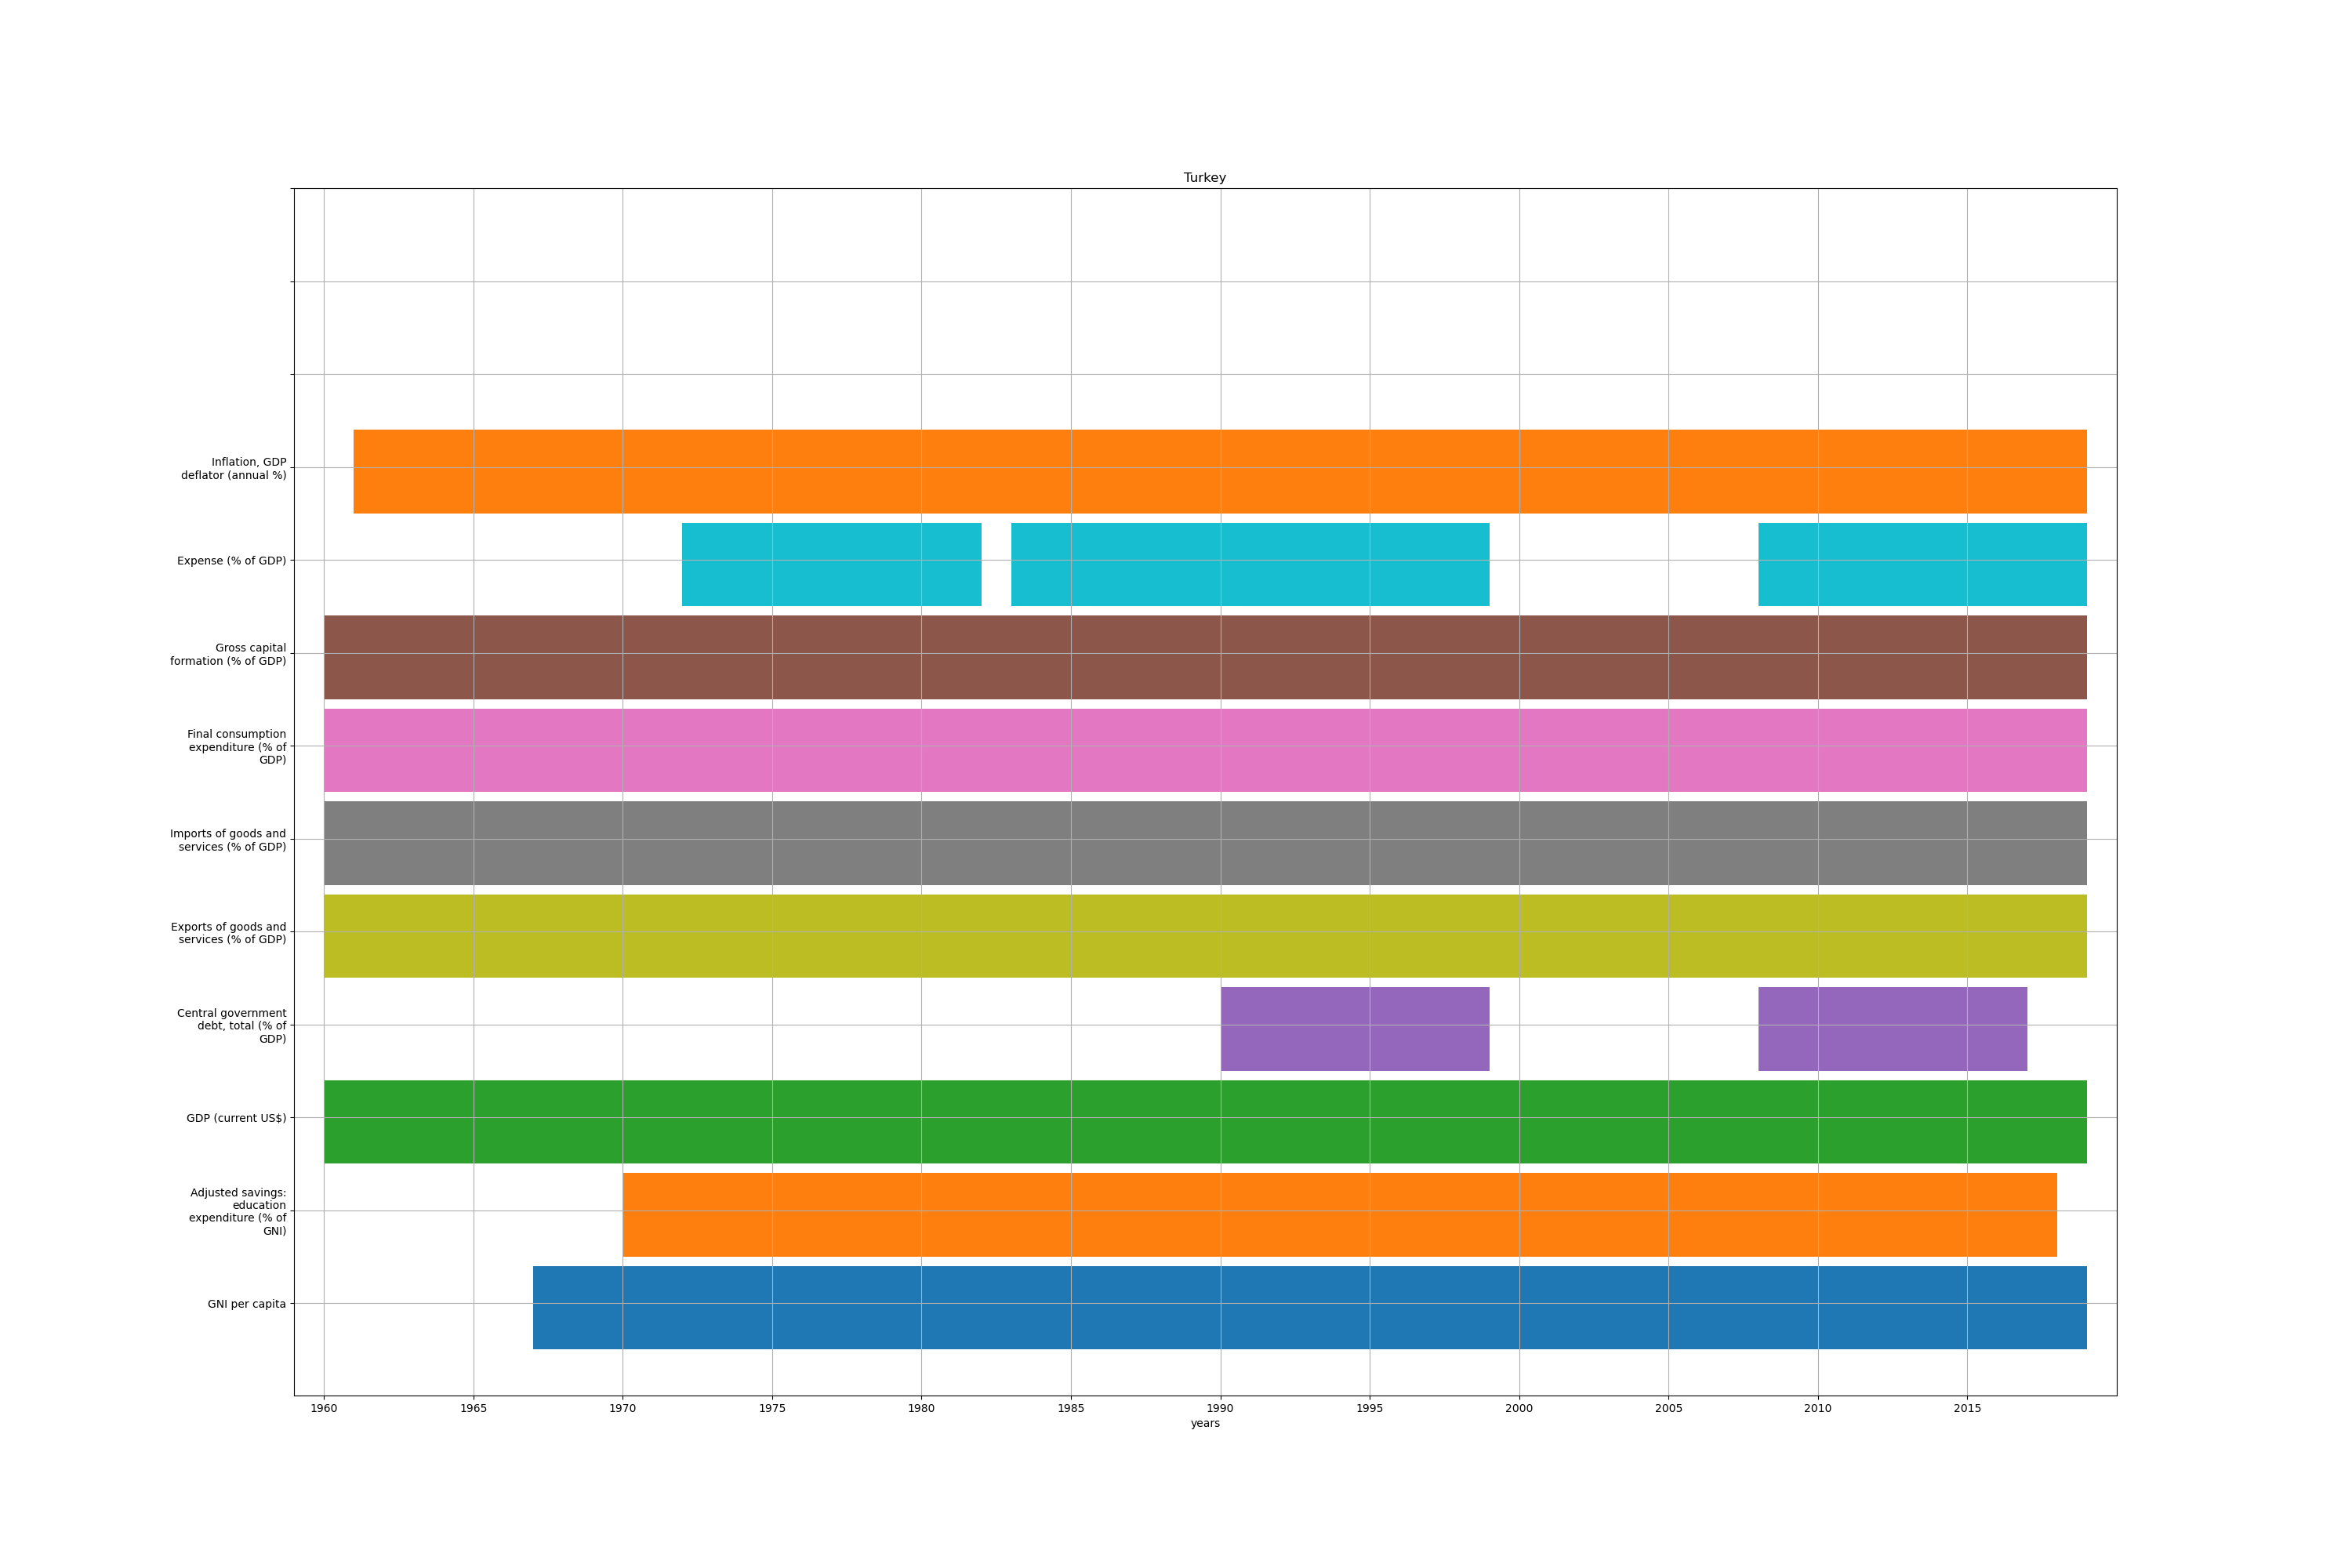 Turkey
Inflation, GDP
deflator (annual %)
Expense (% of GDP)
Gross capital
formation (% of GDP)
Final consumption
expenditure (% of
GDP)
Imports of goods and
services (% of GDP)
Exports of goods and
services (% of GDP)
Central government
debt, total (% of
GDP)
GDP (current US$)
Adjusted savings:
education
expenditure (% of
GNI)
GNI per capita
1960 1965 1970 1975 1980 1985 1990 1995 2000 2005 2010 2015
years